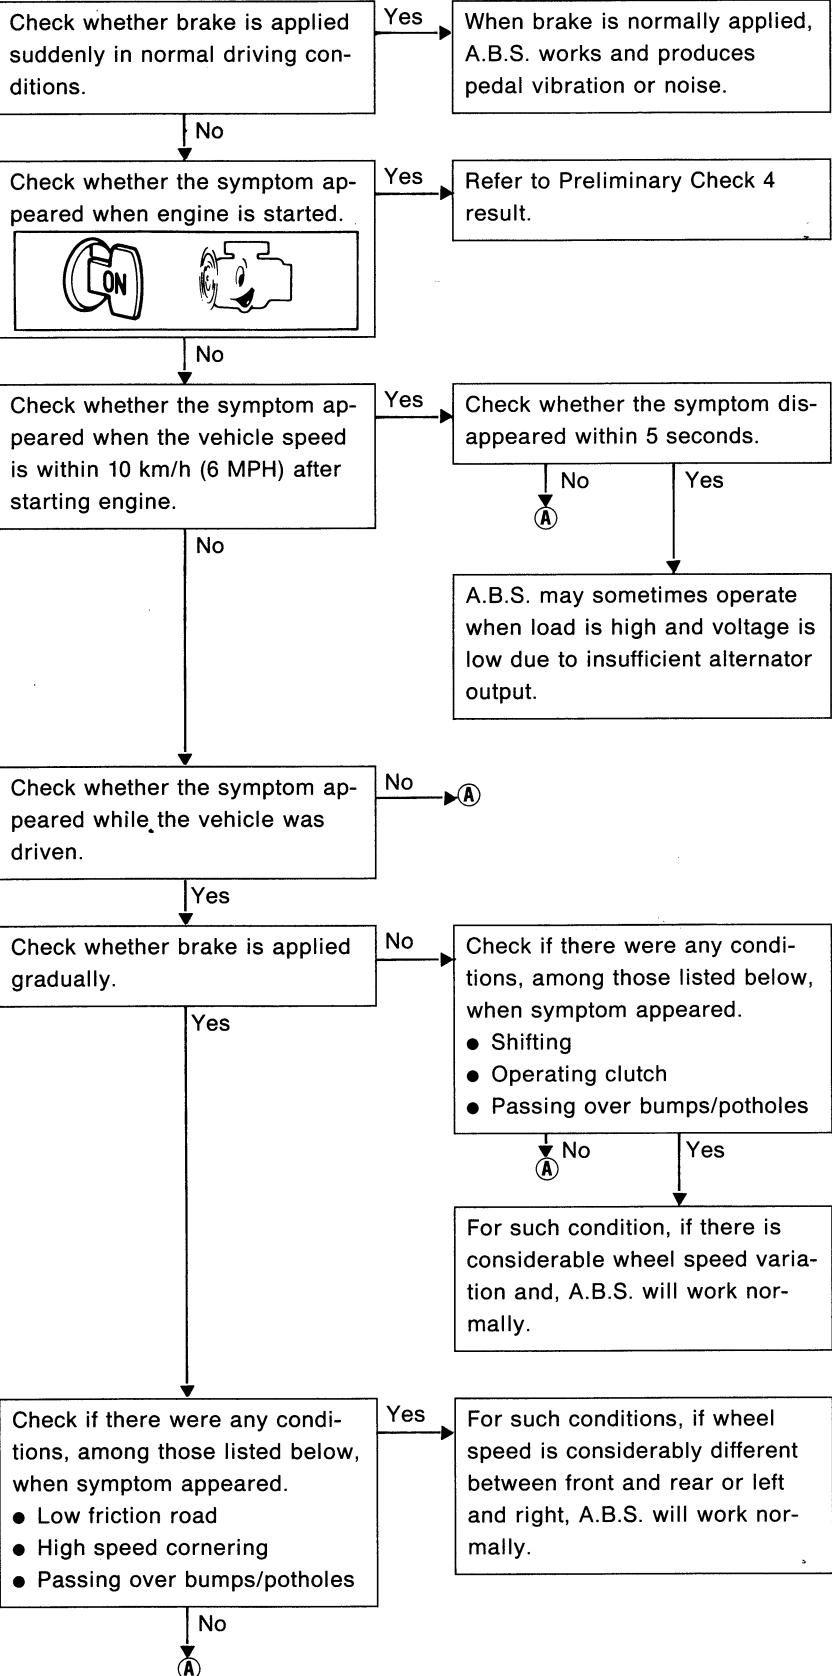 Check whether brake is applied
suddenly in normal driving con-
ditions.
Yes
When brake is normally applied,
A.B.S. works and produces
pedal vibration or noise.
No
Check whether the symptom ap-
peared when engine is started.
ON
Yes
Refer to Preliminary Check 4
result.
No
Check whether the symptom ap-
peared when the vehicle speed
is within 10 km/h (6 MPH) after
starting engine.
Yes
Check whether the symptom dis-
appeared within 5 seconds.
No
A
Yes
A.B.S. may sometimes operate
when load is high and voltage is
low due to insufficient alternator
output.
No
Check whether the symptom ap-
peared while the vehicle was
driven.
No
A
Yes
Check whether brake is applied
gradually.
No
Check if there were any condi-
tions, among those listed below,
when symptom appeared.
● Shifting
● Operating clutch
● Passing over bumps/potholes
No
A
Yes
For such condition, if there is
considerable wheel speed varia-
tion and, A.B.S. will work nor-
mally.
Yes
Check if there were any condi-
tions, among those listed below,
when symptom appeared.
● Low friction road
● High speed cornering
● Passing over bumps/potholes
Yes
For such conditions, if wheel
speed is considerably different
between front and rear or left
and right, A.B.S. will work nor-
mally.
No
A